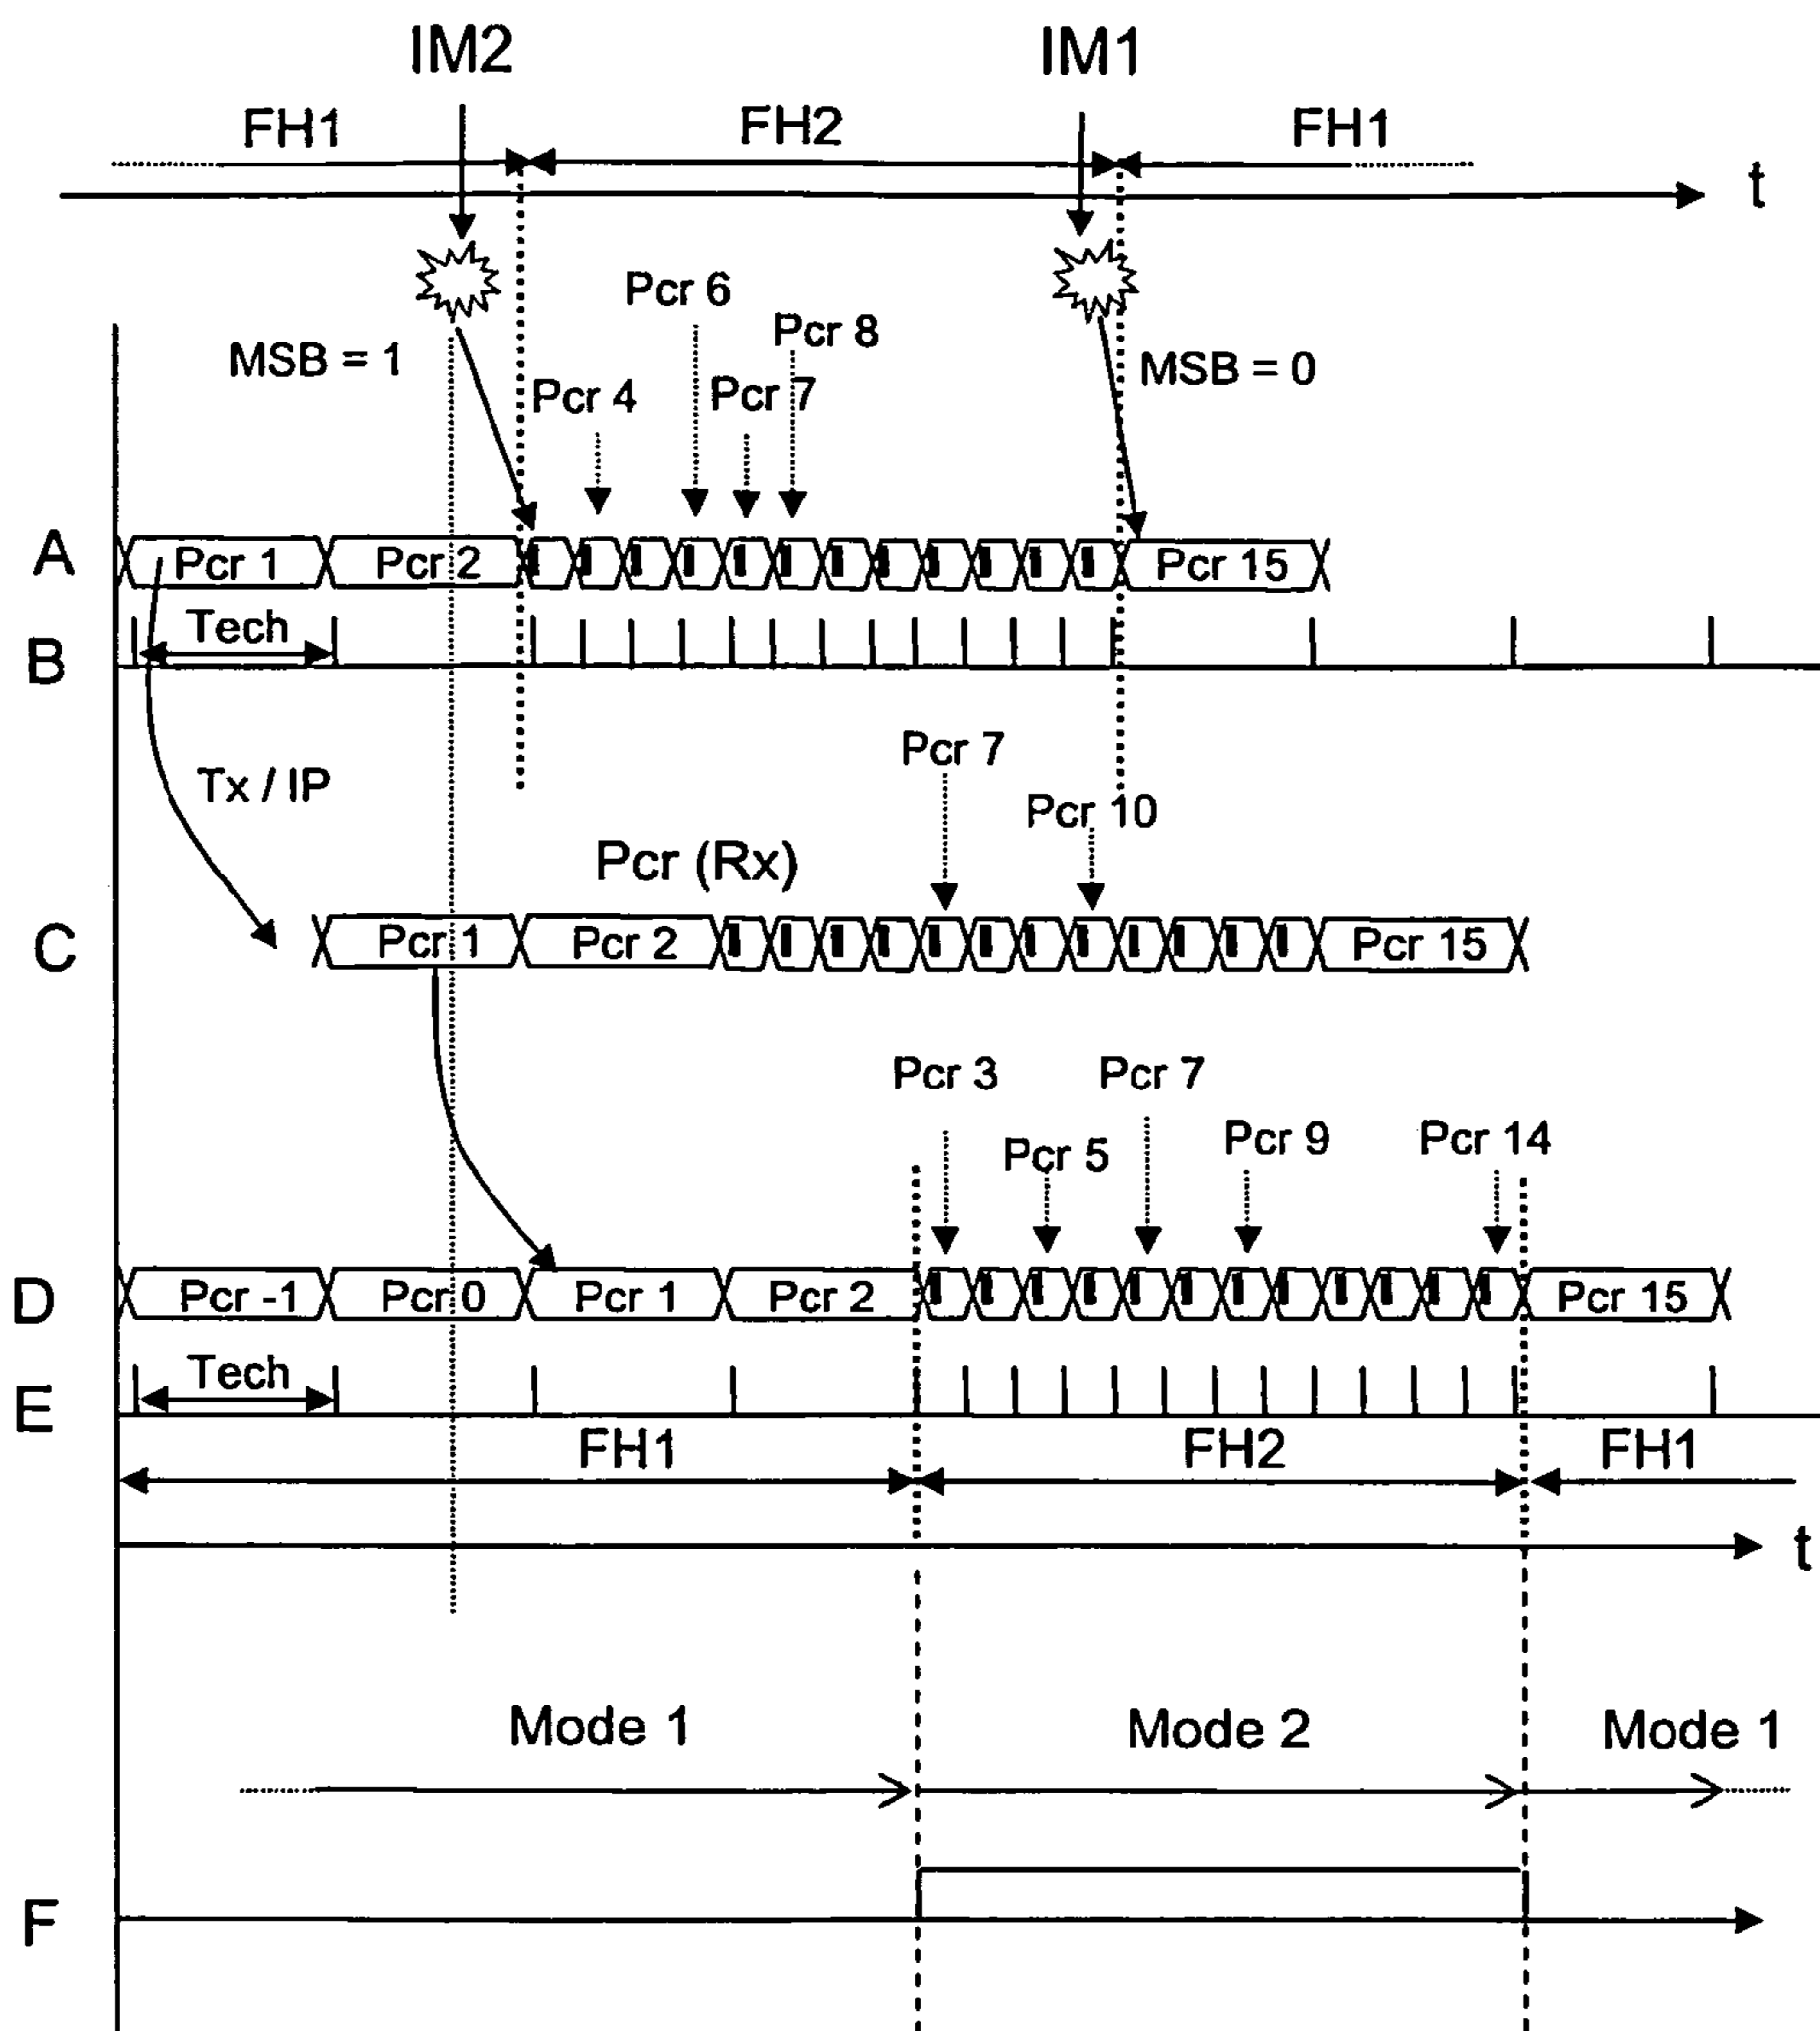 IM2 IM1
FH1 FH2 FH1
t
Pcr 6
Pcr 8
MSB = 1 MSB = 0
Pcr 4 Pcr 7
A Pcr 1 Pcr 2 Pcr 15
Tech
B
Pcr 7
Tx / IP
Pcr 10
Pcr (Rx)
C Pcr 1 Pcr 2 Pcr 15
Pcr 3 Pcr 7
Pcr 5 Pcr 9 Pcr 14
D Pcr -1 Pcr 0 Pcr 1 Pcr 2 Pcr 15
Tech
E
FH1 FH2 FH1
t
Mode 1 Mode 2 Mode 1
F